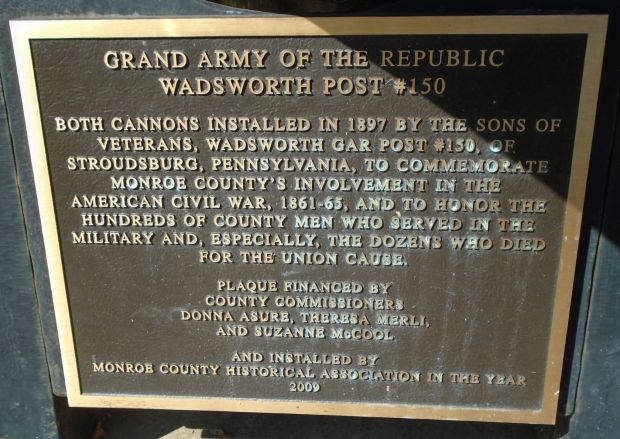 GRAND ARMY OF THE REPUBLIC
WADSWORTH POST #150
BOTH CANNONS INSTALLED IN 1897 BY THE SONS OF
VETERANS, WADSWORTH GAR POST #150, OF
STROUDSBURG, PENNSYLVANIA, TO COMMEMORATE
MONROE COUNTY'S INVOLVEMENT IN THE
AMERICAN CIVIL WAR, 1861-65, AND TO HONOR THE
HUNDREDS OF COUNTY MEN WHO SERVED IN THE
MILITARY AND, ESPECIALLY, THE DOZENS WHO DIED
FOR THE UNION CAUSE.
PLAQUE FINANCED BY
COUNTY COMMISSIONERS
DONNA ASURE, THERESA MERLI,
AND SUZANNE McCOOL
AND INSTALLED BY
MONROE COUNTY HISTORICAL ASSOCIATION IN THE YEAR
2009